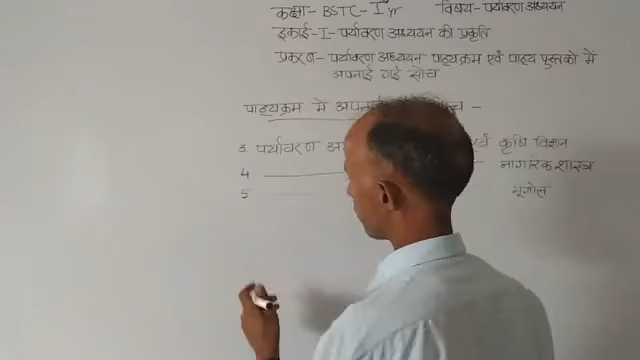 कक्षा- BSTC - I yr विषय- पर्यावरण अध्ययन
इकाई- I - पर्यावरण अध्ययन की प्रकृति
प्रकरण- पर्यावरण अध्ययन पाठ्यक्रम एवं पाठ्य पुस्तकों में
अपनाई गई सोच
पाठ्यक्रम में -
3. पर्यावरण एवं कृषि विज्ञान
4 नागरिक शास्त्र
5 भूगोल